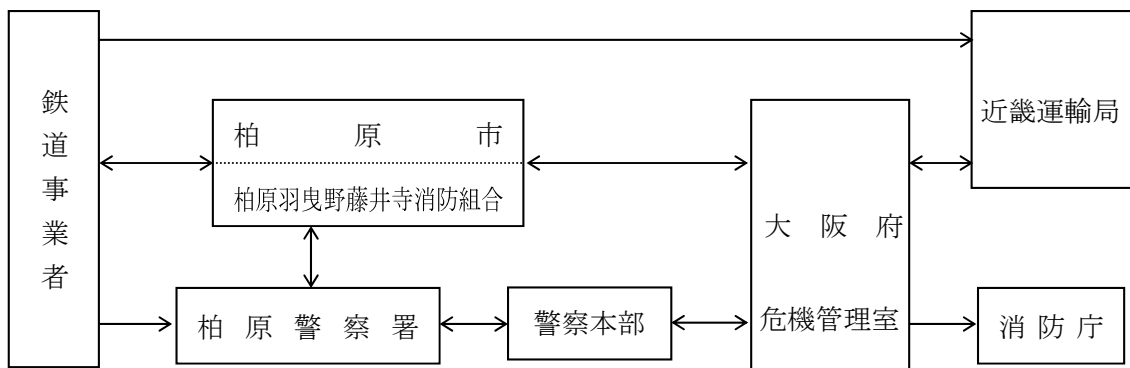 鉄道事業者
柏原市
柏原羽曳野藤井寺消防組合
柏原警察署
警察本部
大阪府
危機管理室
近畿運輸局
消防庁